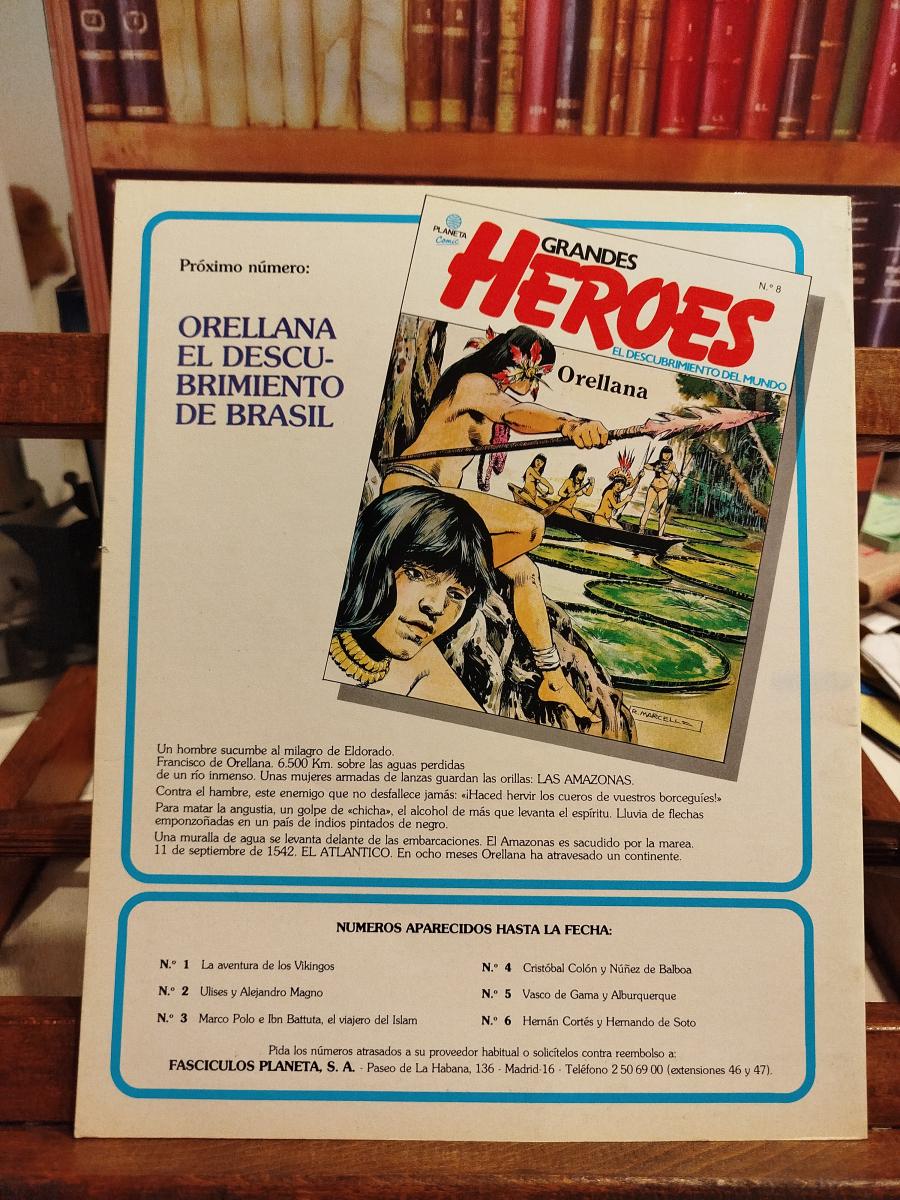 Próximo número:
ORELLANA
EL DESCU-
BRIMIENTO
DE BRASIL
PLANETA
Comic
GRANDES
HEROES
N.º 8
EL DESCUBRIMIENTO DEL MUNDO
Orellana
R. MARCELLO
Un hombre sucumbe al milagro de Eldorado.
Francisco de Orellana. 6.500 Km. sobre las aguas perdidas
de un río inmenso. Unas mujeres armadas de lanzas guardan las orillas: LAS AMAZONAS.
Contra el hambre, este enemigo que no desfallece jamás: «¡Haced hervir los cueros de vuestros borceguíes!»
Para matar la angustia, un golpe de «chicha», el alcohol de más que levanta el espíritu. Lluvia de flechas
emponzoñadas en un país de indios pintados de negro.
Una muralla de agua se levanta delante de las embarcaciones. El Amazonas es sacudido por la marea.
11 de septiembre de 1542. EL ATLANTICO. En ocho meses Orellana ha atravesado un continente.
NUMEROS APARECIDOS HASTA LA FECHA:
N.º 1 La aventura de los Vikingos
N.º 2 Ulises y Alejandro Magno
N.º 3 Marco Polo e Ibn Battuta, el viajero del Islam
N.º 4 Cristóbal Colón y Núñez de Balboa
N.º 5 Vasco de Gama y Alburquerque
N.º 6 Hernán Cortés y Hernando de Soto
Pida los números atrasados a su proveedor habitual o solicítelos contra reembolso a:
FASCICULOS PLANETA, S. A. - Paseo de La Habana, 136 - Madrid-16 - Teléfono 2 50 69 00 (extensiones 46 y 47).